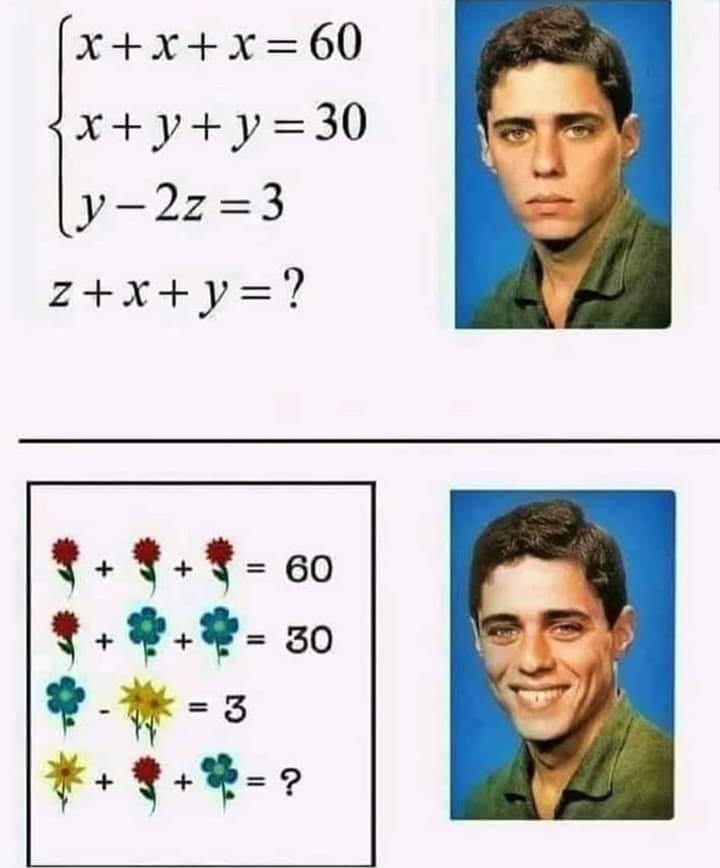 x + x + x = 60
x + y + y = 30
y − 2z = 3
z + x + y = ?
+ + = 60
+ + = 30
- = 3
+ + = ?